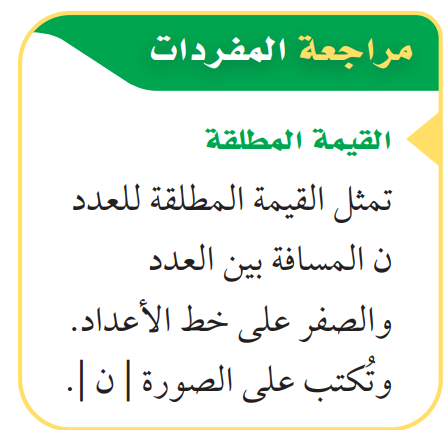 مراجعة المفردات
القيمة المطلقة
تمثل القيمة المطلقة للعدد
ن المسافة بين العدد
والصفر على خط الأعداد.
وتُكتب على الصورة | ن |.